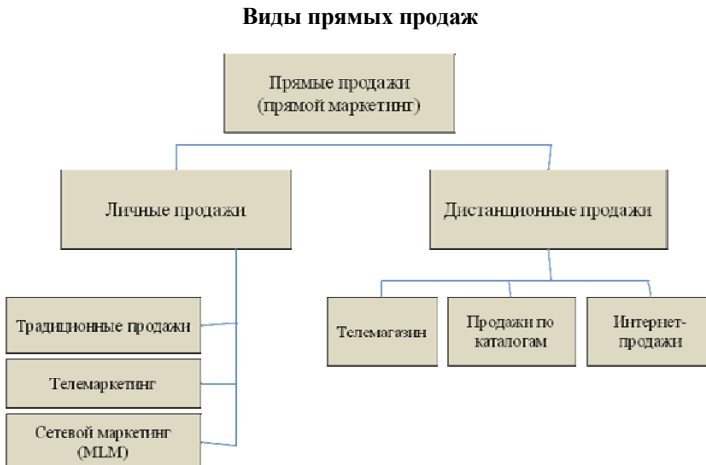 Виды прямых продаж
Прямые продажи
(прямой маркетинг)
Личные продажи
Дистанционные продажи
Традиционные продажи
Телемаркетинг
Сетевой маркетинг
(MLM)
Телемагазин
Продажи по
каталогам
Интернет-
продажи